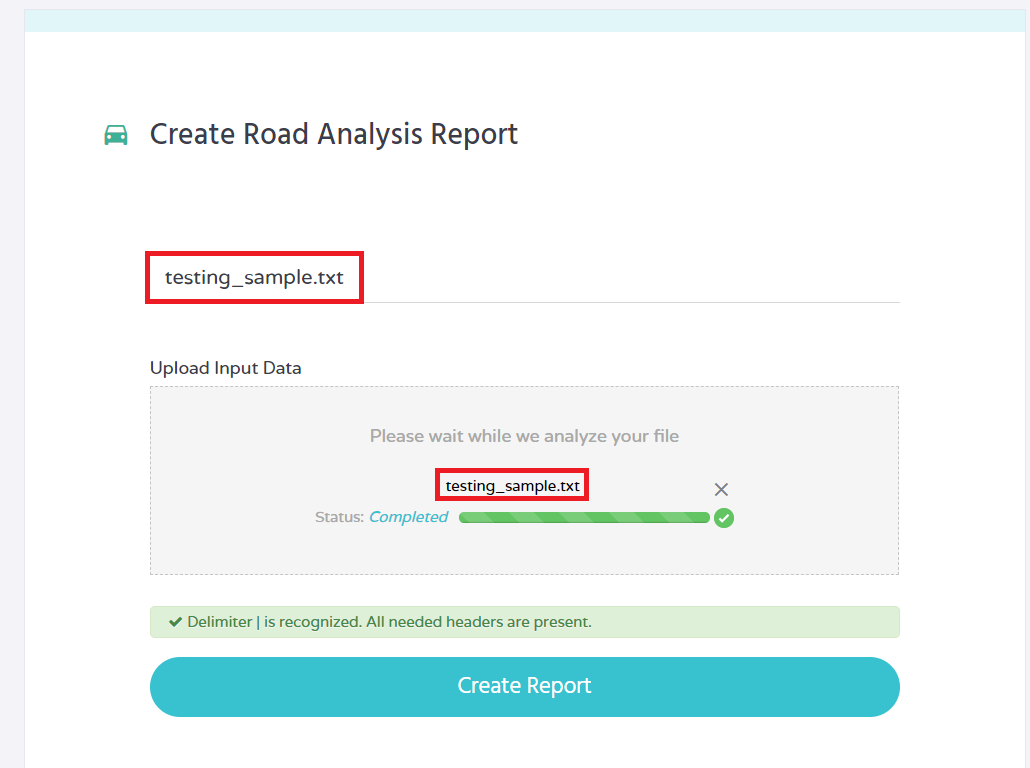 Create Road Analysis Report
testing_sample.txt
Upload Input Data
Please wait while we analyze your file
testing_sample.txt
Status: Completed
Delimiter | is recognized. All needed headers are present.
Create Report